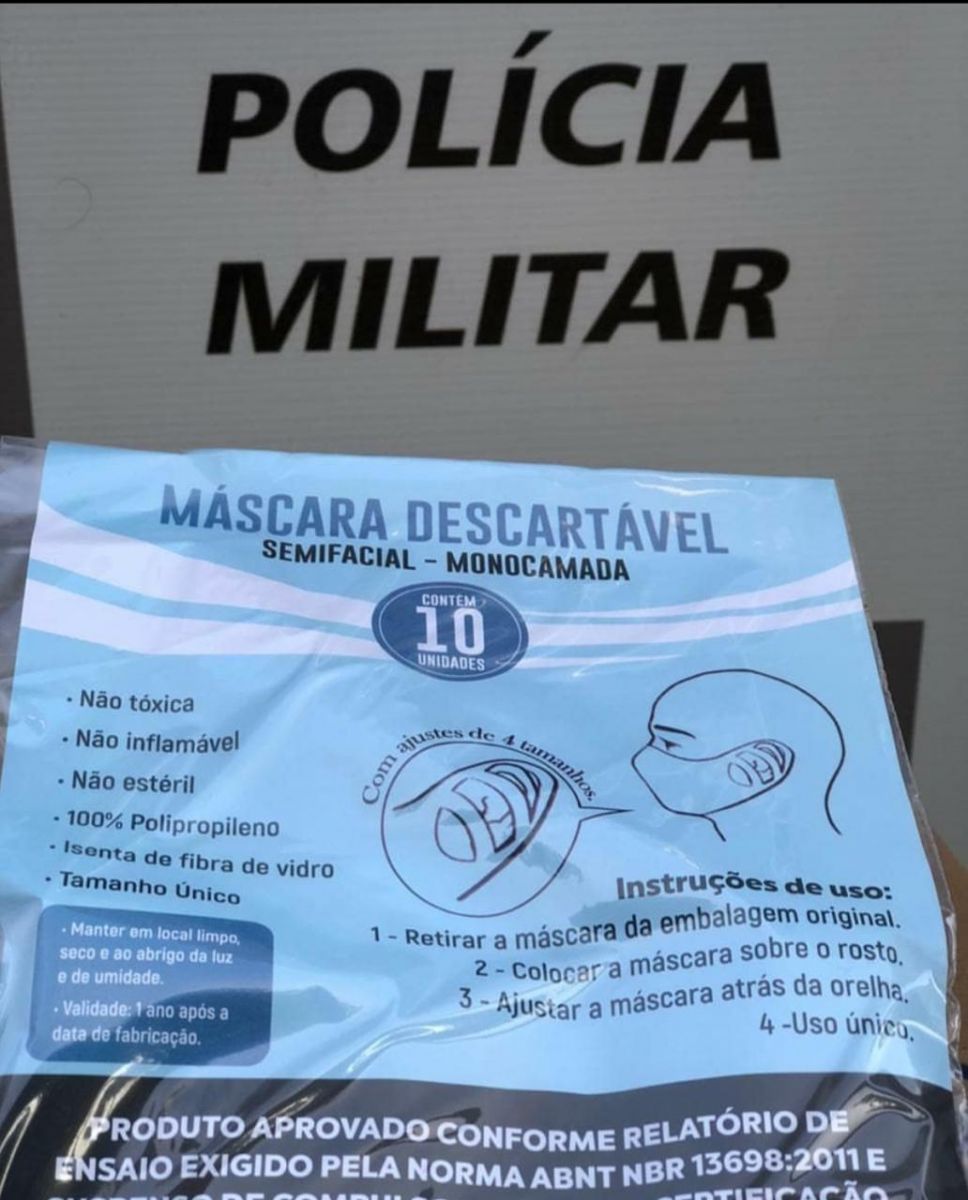 POLÍCIA
MILITAR
MÁSCARA DESCARTÁVEL
SEMIFACIAL - MONOCAMADA
CONTÉM
10
UNIDADES
• Não tóxica
• Não inflamável
• Não estéril
• 100% Polipropileno
• Isenta de fibra de vidro
• Tamanho Único
Com ajustes de 4 tamanhos.
• Manter em local limpo,
seco e ao abrigo da luz
e de umidade.
• Validade: 1 ano após a
data de fabricação.
Instruções de uso:
1 - Retirar a máscara da embalagem original.
2 - Colocar a máscara sobre o rosto.
3 - Ajustar a máscara atrás da orelha.
4 -Uso único.
PRODUTO APROVADO CONFORME RELATÓRIO DE
ENSAIO EXIGIDO PELA NORMA ABNT NBR 13698:2011 E